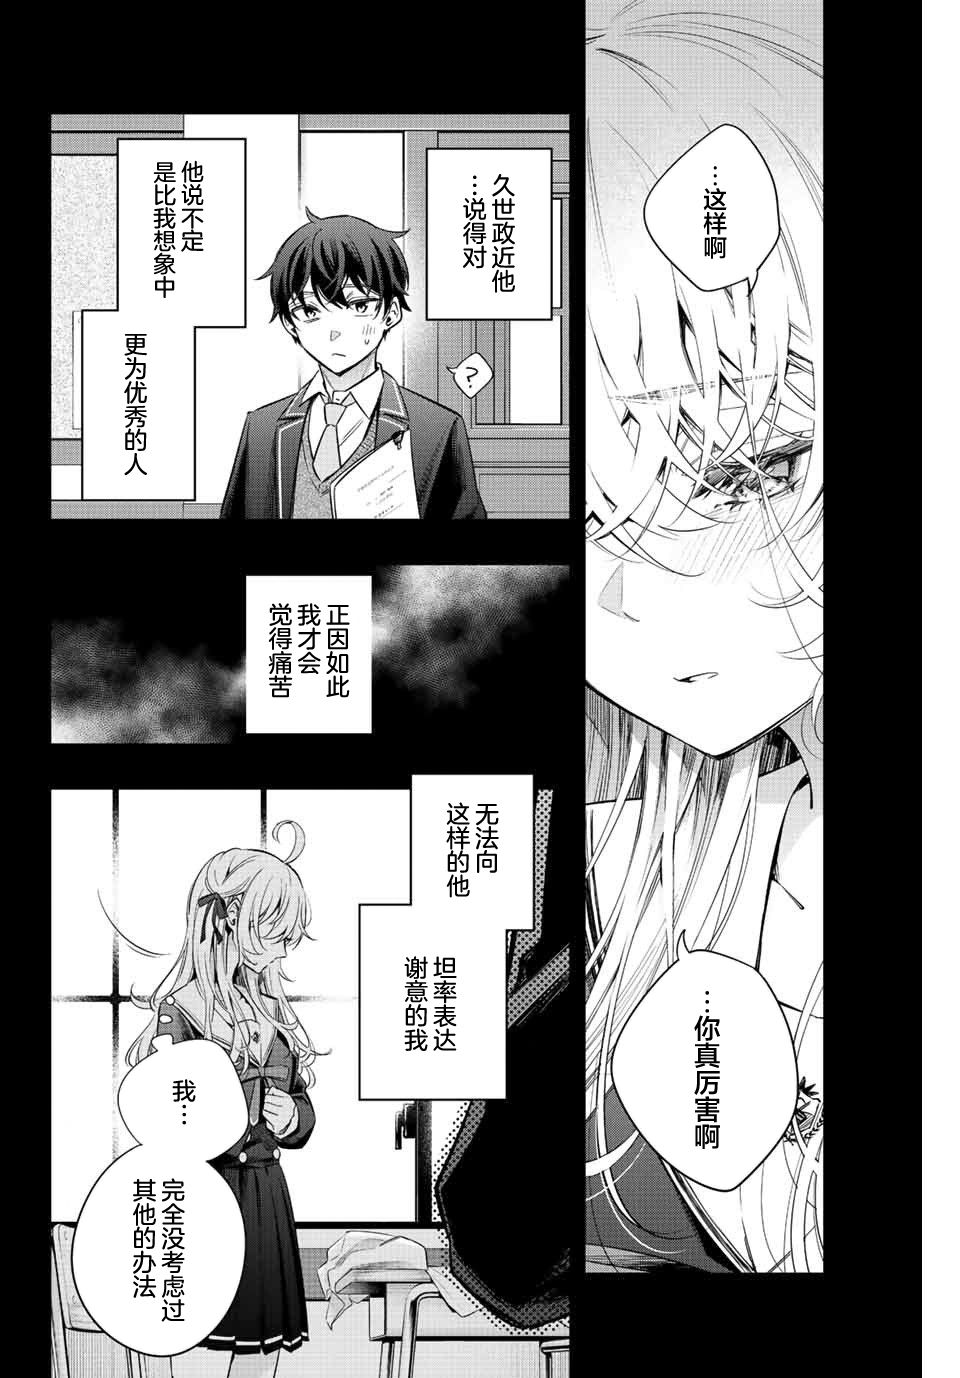 …这样啊
…你真厉害啊
久世政近他
…说得对
?
他说不定
是比我想象中
更为优秀的人
正因如此
我才会
觉得痛苦
无法向
这样的他
坦率表达
谢意的我
我…
完全没考虑过
其他的办法